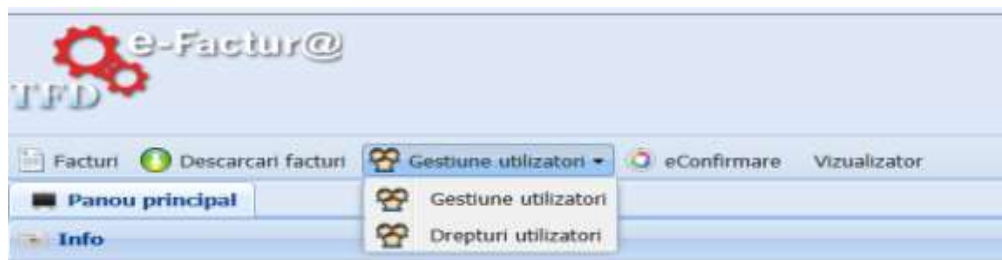 e-Factur@
TFD
Facturi Descarcari facturi Gestiune utilizatori eConfirmare Vizualizator
Panou principal
Gestiune utilizatori
Info
Drepturi utilizatori